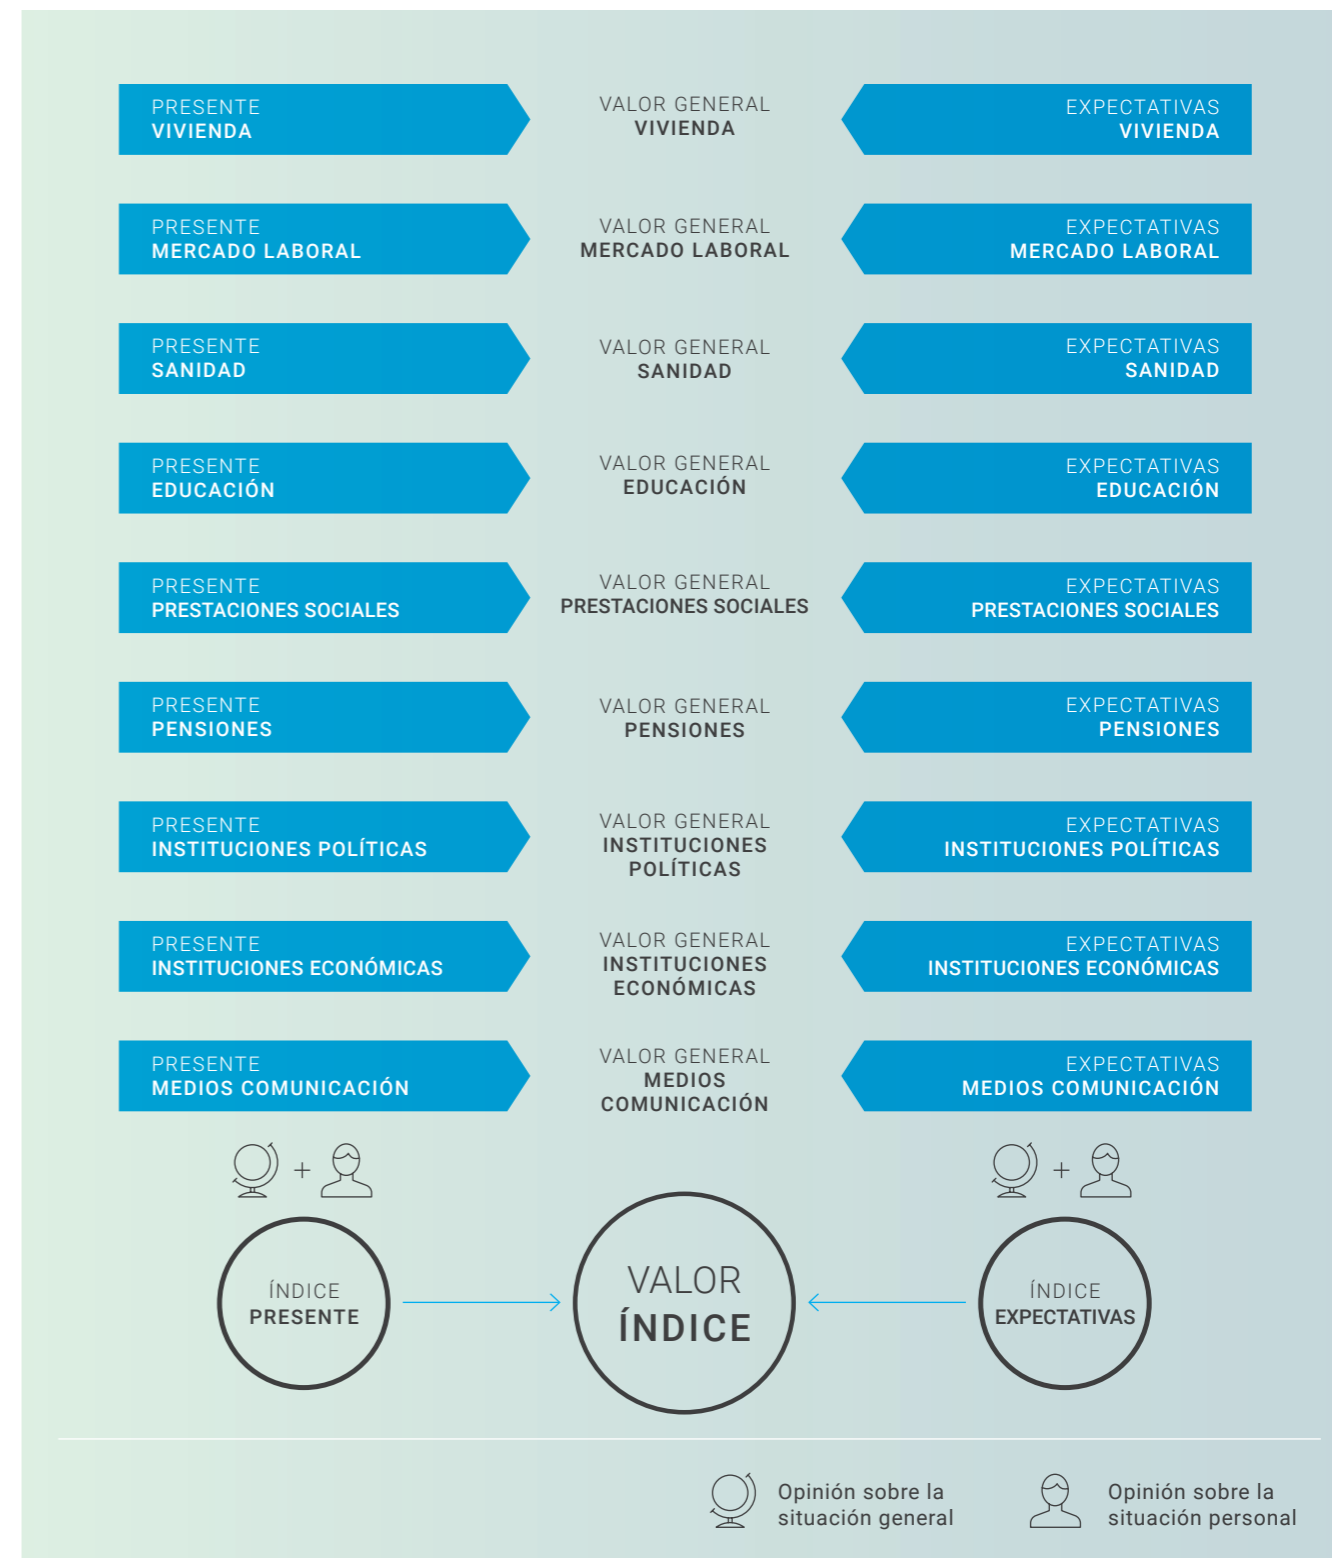 PRESENTE
VIVIENDA
VALOR GENERAL
VIVIENDA
EXPECTATIVAS
VIVIENDA
PRESENTE
MERCADO LABORAL
VALOR GENERAL
MERCADO LABORAL
EXPECTATIVAS
MERCADO LABORAL
PRESENTE
SANIDAD
VALOR GENERAL
SANIDAD
EXPECTATIVAS
SANIDAD
PRESENTE
EDUCACIÓN
VALOR GENERAL
EDUCACIÓN
EXPECTATIVAS
EDUCACIÓN
PRESENTE
PRESTACIONES SOCIALES
VALOR GENERAL
PRESTACIONES SOCIALES
EXPECTATIVAS
PRESTACIONES SOCIALES
PRESENTE
PENSIONES
VALOR GENERAL
PENSIONES
EXPECTATIVAS
PENSIONES
PRESENTE
INSTITUCIONES POLÍTICAS
VALOR GENERAL
INSTITUCIONES
POLÍTICAS
EXPECTATIVAS
INSTITUCIONES POLÍTICAS
PRESENTE
INSTITUCIONES ECONÓMICAS
VALOR GENERAL
INSTITUCIONES
ECONÓMICAS
EXPECTATIVAS
INSTITUCIONES ECONÓMICAS
PRESENTE
MEDIOS COMUNICACIÓN
VALOR GENERAL
MEDIOS
COMUNICACIÓN
EXPECTATIVAS
MEDIOS COMUNICACIÓN
+
+
ÍNDICE
PRESENTE
VALOR
ÍNDICE
ÍNDICE
EXPECTATIVAS
Opinión sobre la
situación general
Opinión sobre la
situación personal